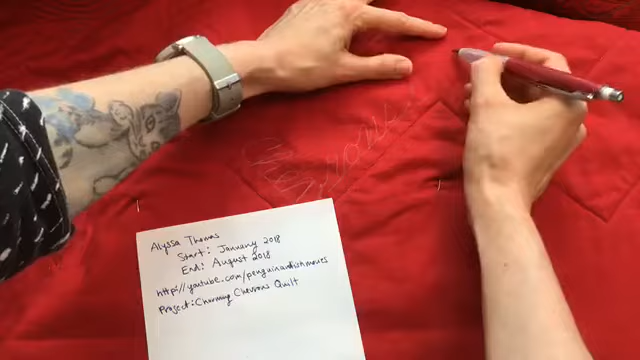 Alyssa Thomas
Start: January 2018
End: August 2018
http://youtube.com/penguinandfishmovies
Project: Charming Chevrons Quilt